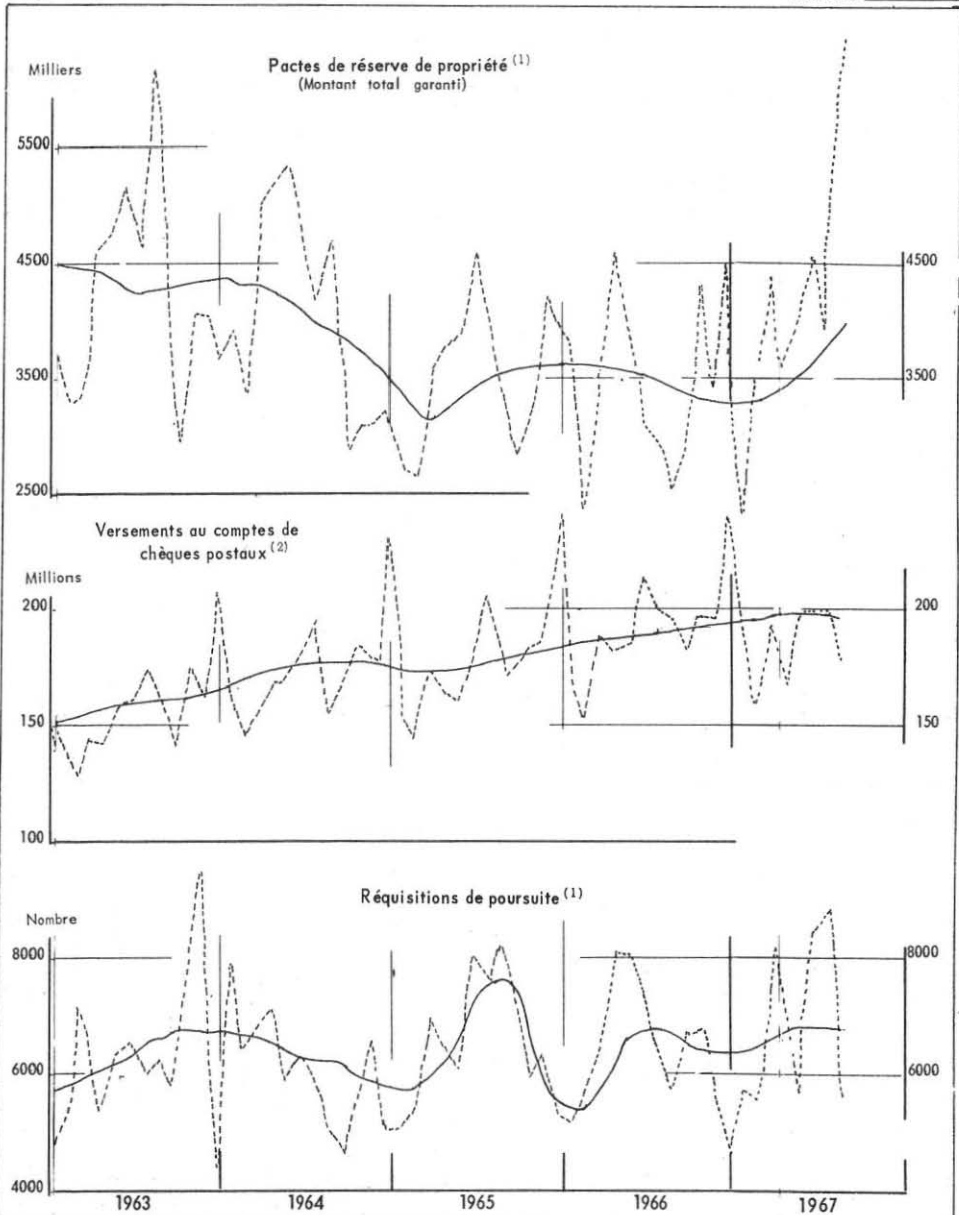 Pactes de réserve de propriété (1)
(Montant total garanti)
Milliers
5500
4500 4500
3500 3500
2500
Versements au comptes de
chèques postaux (2)
Millions
200 200
150 150
100
Réquisitions de poursuite (1)
Nombre
8000 8000
6000 6000
4000
1963 1964 1965 1966 1967